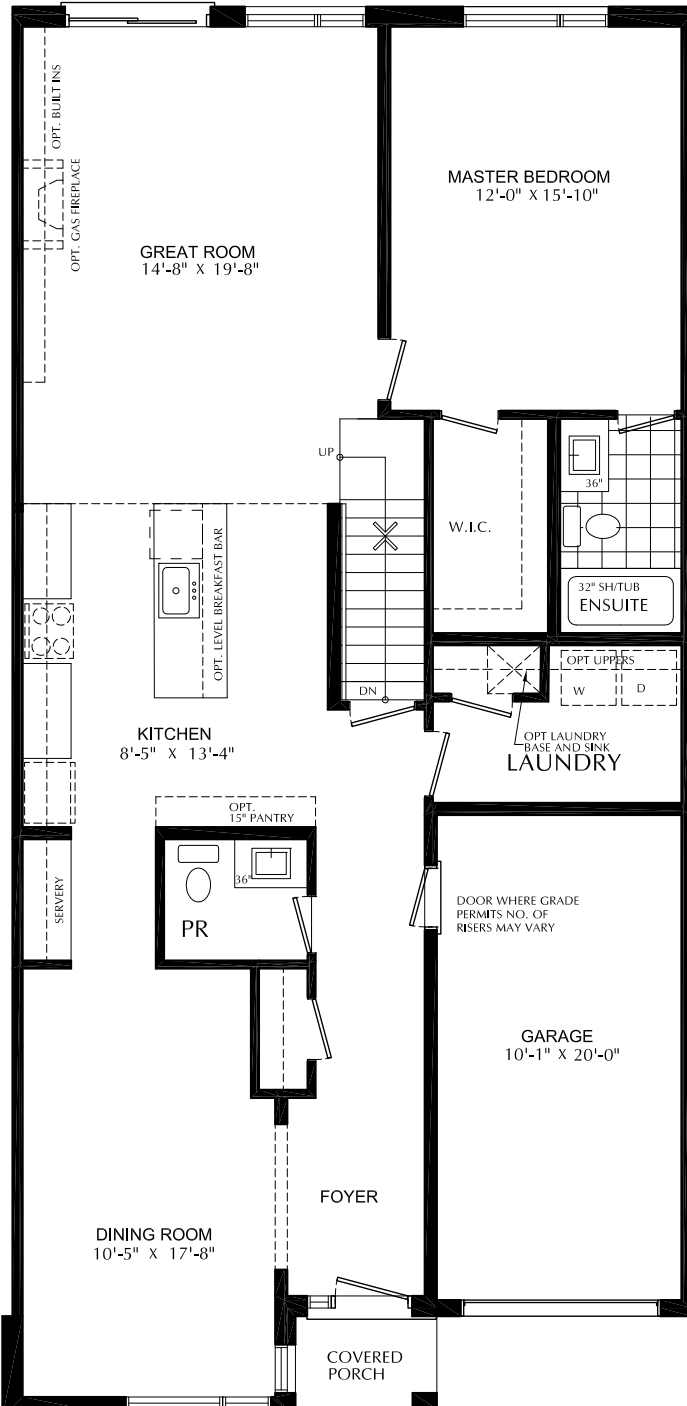 OPT. BUILT INS
OPT. GAS FIREPLACE
GREAT ROOM
14'-8" X 19'-8"
MASTER BEDROOM
12'-0" X 15'-10"
UP
W.I.C.
36"
32" SH/TUB
ENSUITE
OPT. LEVEL BREAKFAST BAR
DN
OPT UPPERS
W
D
KITCHEN
8'-5" X 13'-4"
OPT LAUNDRY
BASE AND SINK
LAUNDRY
OPT.
15" PANTRY
SERVERY
36"
PR
DOOR WHERE GRADE
PERMITS NO. OF
RISERS MAY VARY
GARAGE
10'-1" X 20'-0"
FOYER
DINING ROOM
10'-5" X 17'-8"
COVERED
PORCH